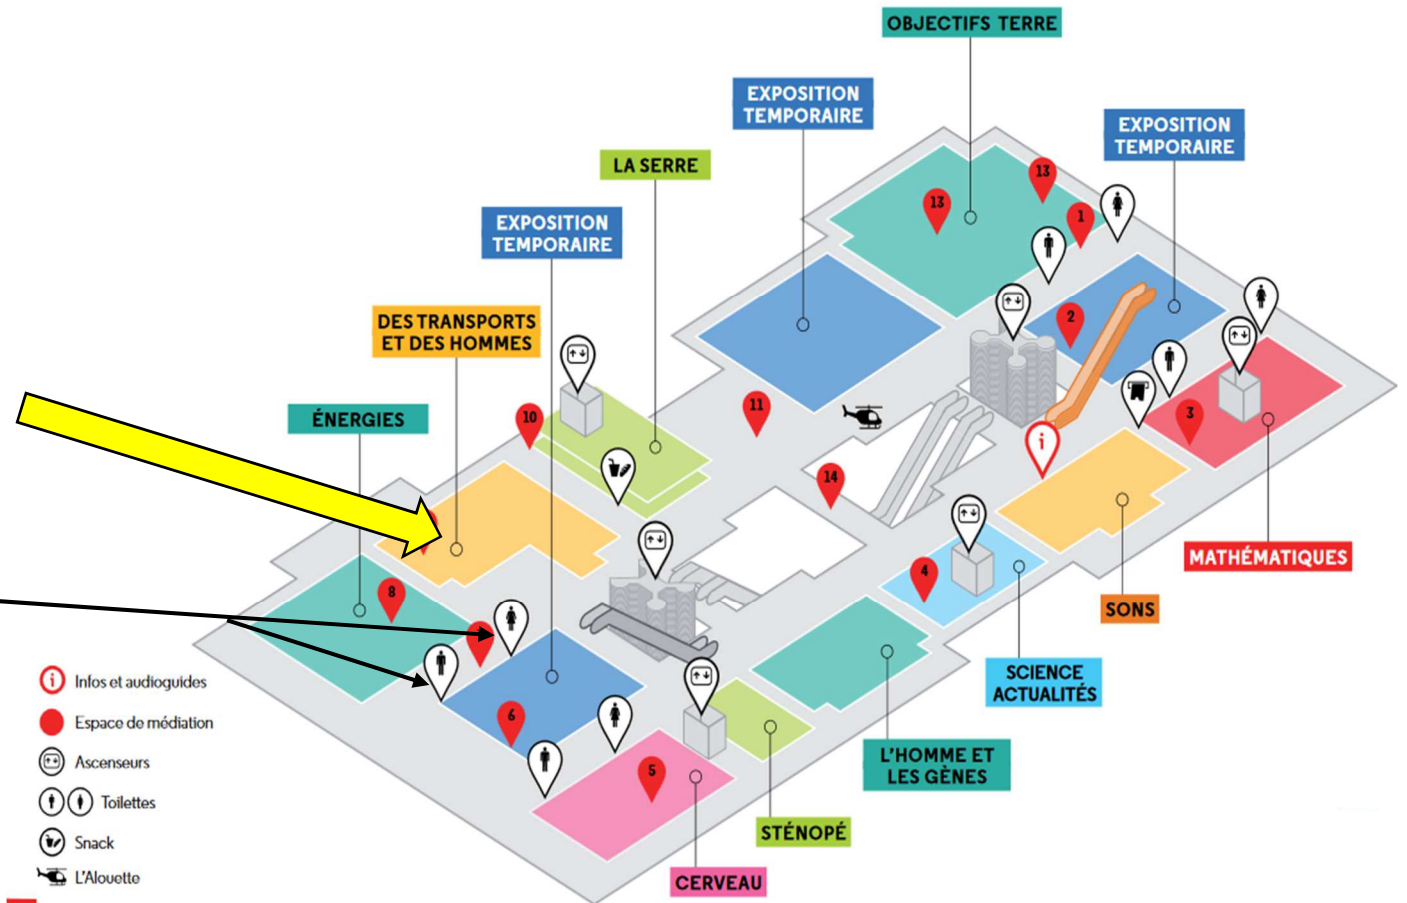 OBJECTIFS TERRE
EXPOSITION
TEMPORAIRE
EXPOSITION
TEMPORAIRE
LA SERRE
EXPOSITION
TEMPORAIRE
DES TRANSPORTS
ET DES HOMMES
ÉNERGIES
13
13
1
2
3
10
11
14
i
4
8
6
5
MATHÉMATIQUES
SONS
SCIENCE
ACTUALITÉS
L'HOMME ET
LES GÈNES
STÉNOPÉ
CERVEAU
i Infos et audioguides
Espace de médiation
Ascenseurs
Toilettes
Snack
L'Alouette